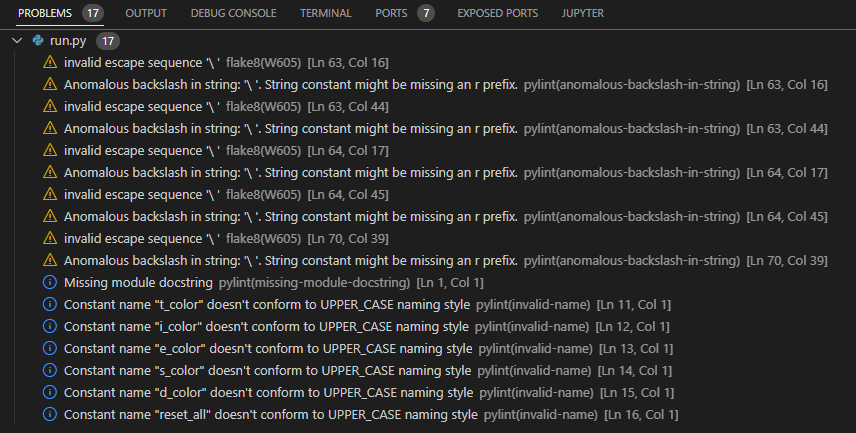 PROBLEMS 17 OUTPUT DEBUG CONSOLE TERMINAL PORTS 7 EXPOSED PORTS JUPYTER
run.py 17
invalid escape sequence '\ ' flake8(W605) [Ln 63, Col 16]
Anomalous backslash in string: '\ '. String constant might be missing an r prefix. pylint(anomalous-backslash-in-string) [Ln 63, Col 16]
invalid escape sequence '\ ' flake8(W605) [Ln 63, Col 44]
Anomalous backslash in string: '\ '. String constant might be missing an r prefix. pylint(anomalous-backslash-in-string) [Ln 63, Col 44]
invalid escape sequence '\ ' flake8(W605) [Ln 64, Col 17]
Anomalous backslash in string: '\ '. String constant might be missing an r prefix. pylint(anomalous-backslash-in-string) [Ln 64, Col 17]
invalid escape sequence '\ ' flake8(W605) [Ln 64, Col 45]
Anomalous backslash in string: '\ '. String constant might be missing an r prefix. pylint(anomalous-backslash-in-string) [Ln 64, Col 45]
invalid escape sequence '\ ' flake8(W605) [Ln 70, Col 39]
Anomalous backslash in string: '\ '. String constant might be missing an r prefix. pylint(anomalous-backslash-in-string) [Ln 70, Col 39]
Missing module docstring pylint(missing-module-docstring) [Ln 1, Col 1]
Constant name "t_color" doesn't conform to UPPER_CASE naming style pylint(invalid-name) [Ln 11, Col 1]
Constant name "i_color" doesn't conform to UPPER_CASE naming style pylint(invalid-name) [Ln 12, Col 1]
Constant name "e_color" doesn't conform to UPPER_CASE naming style pylint(invalid-name) [Ln 13, Col 1]
Constant name "s_color" doesn't conform to UPPER_CASE naming style pylint(invalid-name) [Ln 14, Col 1]
Constant name "d_color" doesn't conform to UPPER_CASE naming style pylint(invalid-name) [Ln 15, Col 1]
Constant name "reset_all" doesn't conform to UPPER_CASE naming style pylint(invalid-name) [Ln 16, Col 1]